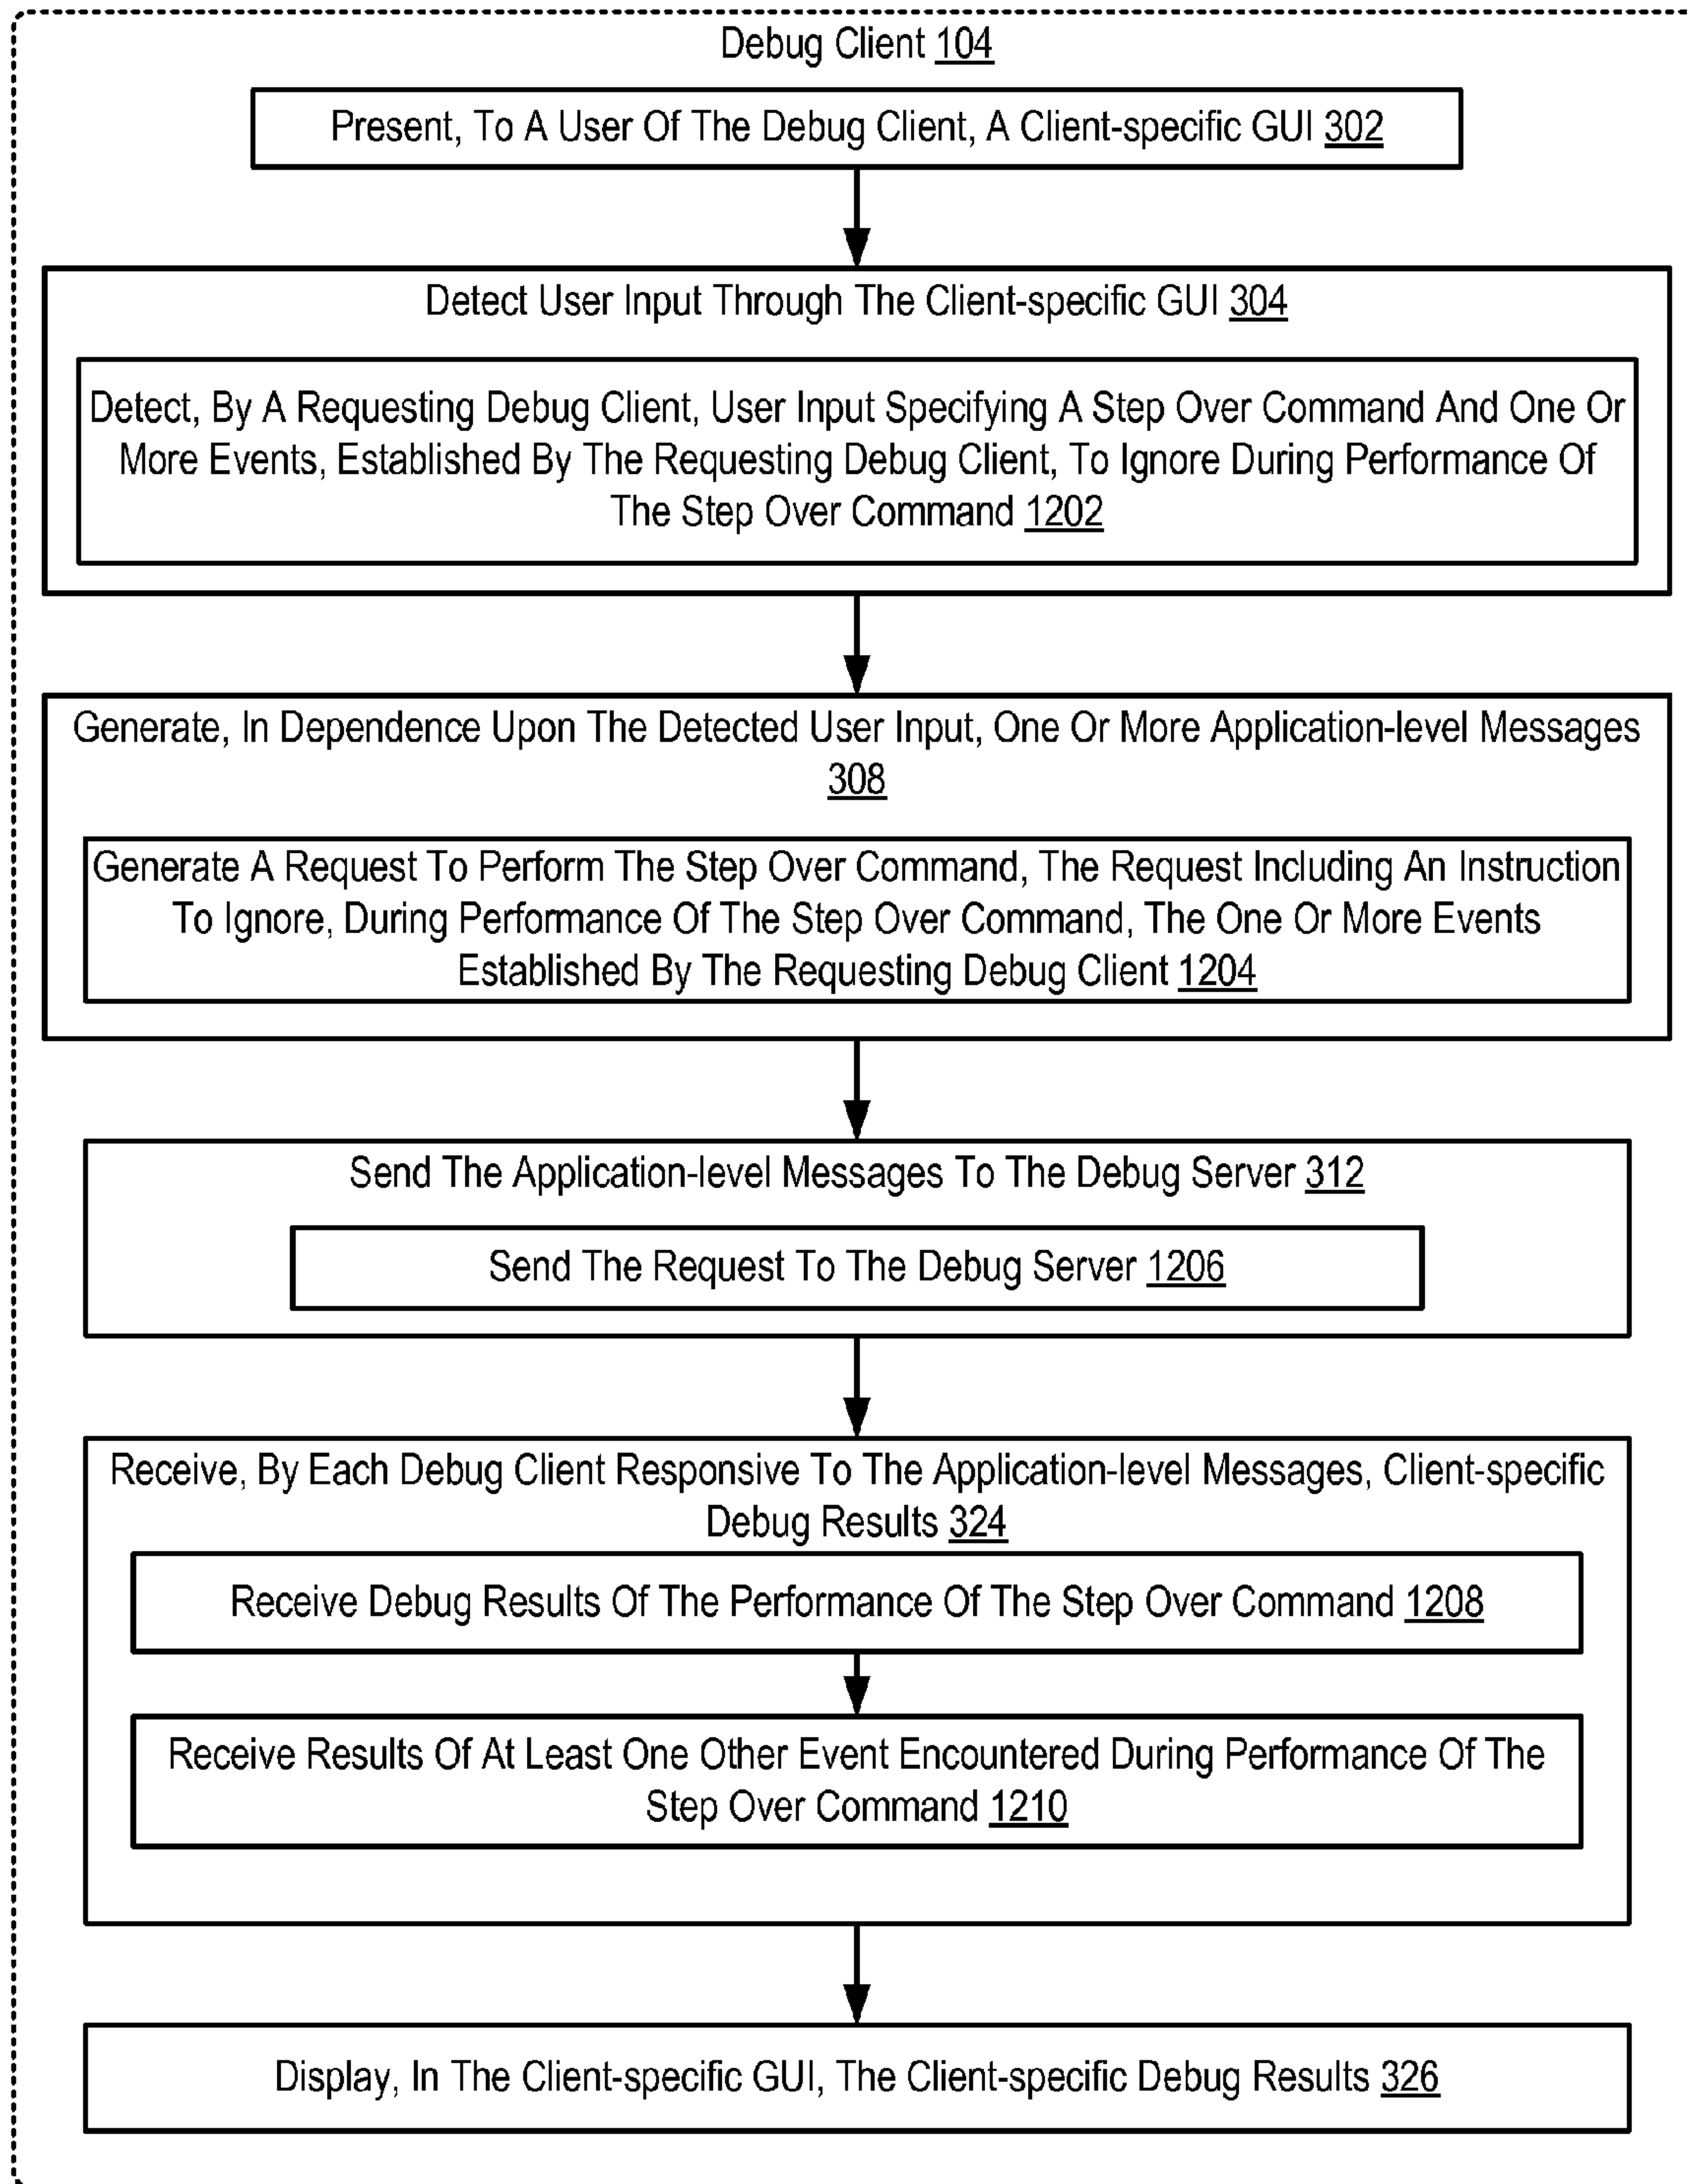 Debug Client 104
Present, To A User Of The Debug Client, A Client-specific GUI 302
Detect User Input Through The Client-specific GUI 304
Detect, By A Requesting Debug Client, User Input Specifying A Step Over Command And One Or
More Events, Established By The Requesting Debug Client, To Ignore During Performance Of
The Step Over Command 1202
Generate, In Dependence Upon The Detected User Input, One Or More Application-level Messages
308
Generate A Request To Perform The Step Over Command, The Request Including An Instruction
To Ignore, During Performance Of The Step Over Command, The One Or More Events
Established By The Requesting Debug Client 1204
Send The Application-level Messages To The Debug Server 312
Send The Request To The Debug Server 1206
Receive, By Each Debug Client Responsive To The Application-level Messages, Client-specific
Debug Results 324
Receive Debug Results Of The Performance Of The Step Over Command 1208
Receive Results Of At Least One Other Event Encountered During Performance Of The
Step Over Command 1210
Display, In The Client-specific GUI, The Client-specific Debug Results 326